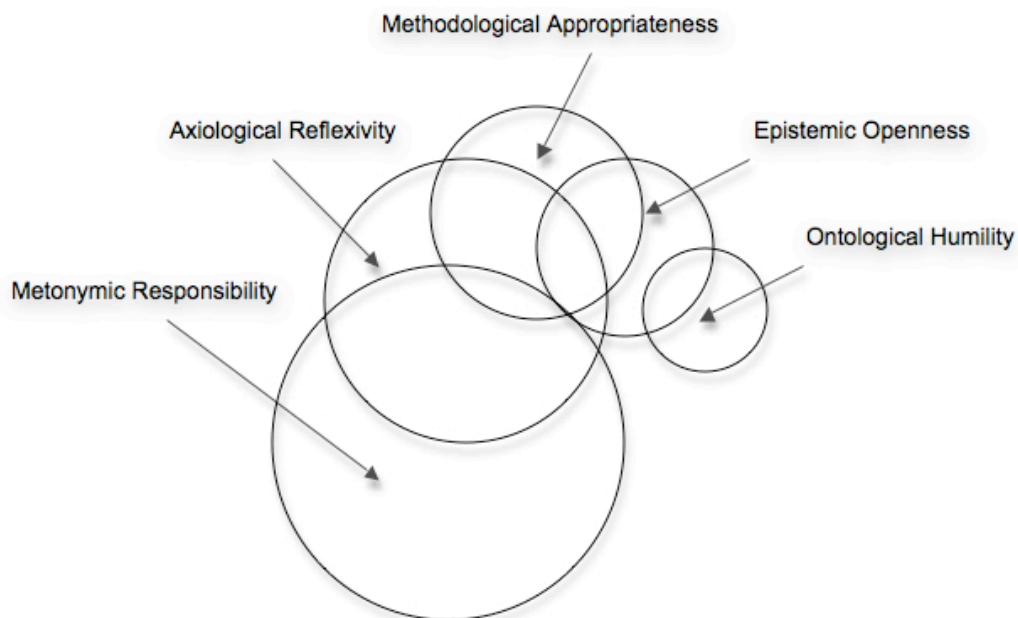 Methodological Appropriateness
Axiological Reflexivity
Epistemic Openness
Ontological Humility
Metonymic Responsibility